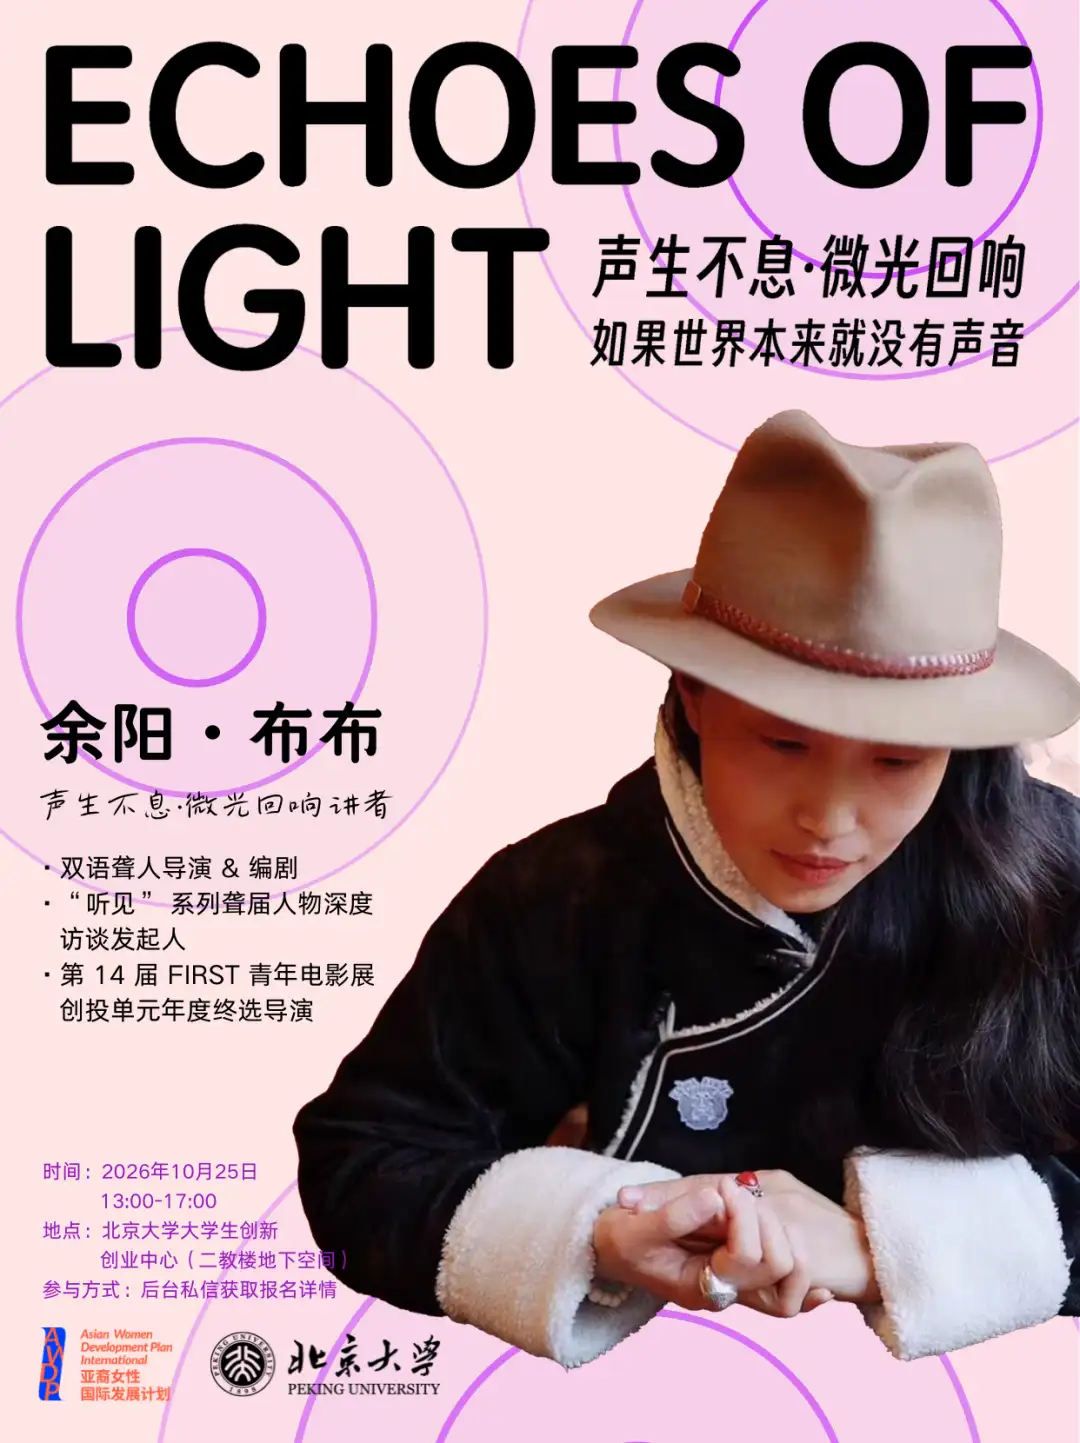 ECHOES OF
LIGHT
声生不息·微光回响
如果世界本来就没有声音
余阳·布布
声生不息·微光回响讲者
· 双语聋人导演 & 编剧
· “听见” 系列聋届人物深度
访谈发起人
· 第 14 届 FIRST 青年电影展
创投单元年度终选导演
时间：2026年10月25日
13:00-17:00
地点：北京大学大学生创新
创业中心（二教楼地下空间）
参与方式：后台私信获取报名详情
AWDP
Asian Women
Development Plan
International
亚裔女性
国际发展计划
PEKING UNIVERSITY
1898
北京大学
PEKING UNIVERSITY